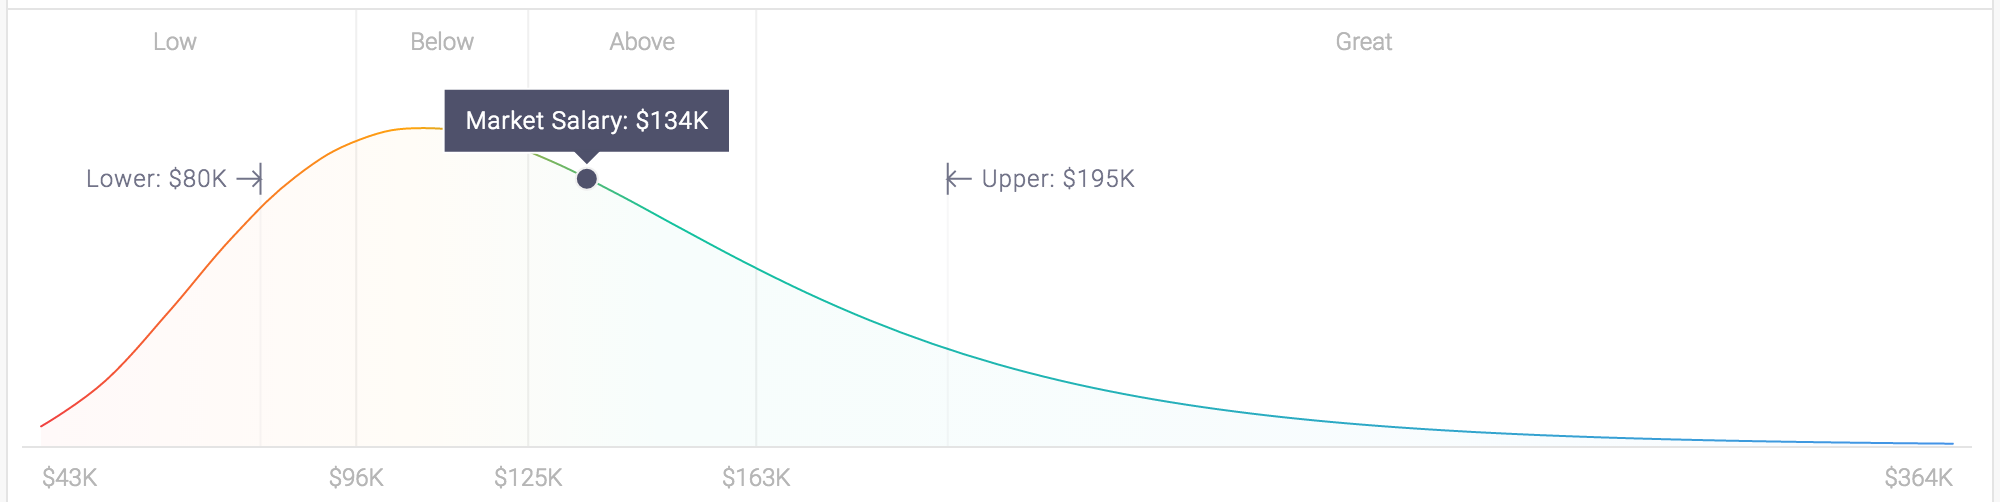 Low
Below
Above
Great
Market Salary: $134K
Lower: $80K
Upper: $195K
$43K
$96K
$125K
$163K
$364K